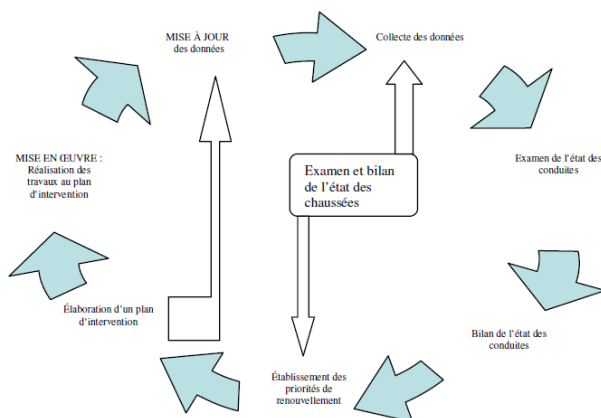 MISE À JOUR
des données
Collecte des données
Examen de l'état des
conduites
Bilan de l'état des
conduites
Établissement des
priorités de
renouvellement
Élaboration d'un plan
d'intervention
MISE EN ŒUVRE :
Réalisation des
travaux au plan
d'intervention
Examen et bilan
de l'état des
chaussées